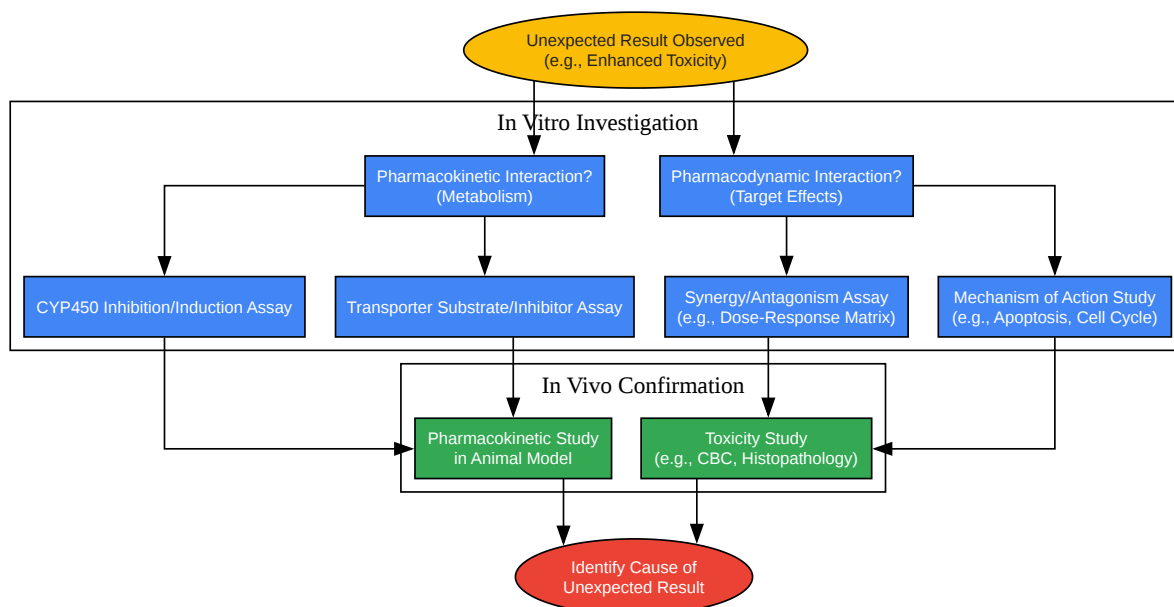 Unexpected Result Observed
(e.g., Enhanced Toxicity)
In Vitro Investigation
Pharmacokinetic Interaction?
(Metabolism)
Pharmacodynamic Interaction?
(Target Effects)
CYP450 Inhibition/Induction Assay
Transporter Substrate/Inhibitor Assay
Synergy/Antagonism Assay
(e.g., Dose-Response Matrix)
Mechanism of Action Study
(e.g., Apoptosis, Cell Cycle)
In Vivo Confirmation
Pharmacokinetic Study
in Animal Model
Toxicity Study
(e.g., CBC, Histopathology)
Identify Cause of
Unexpected Result